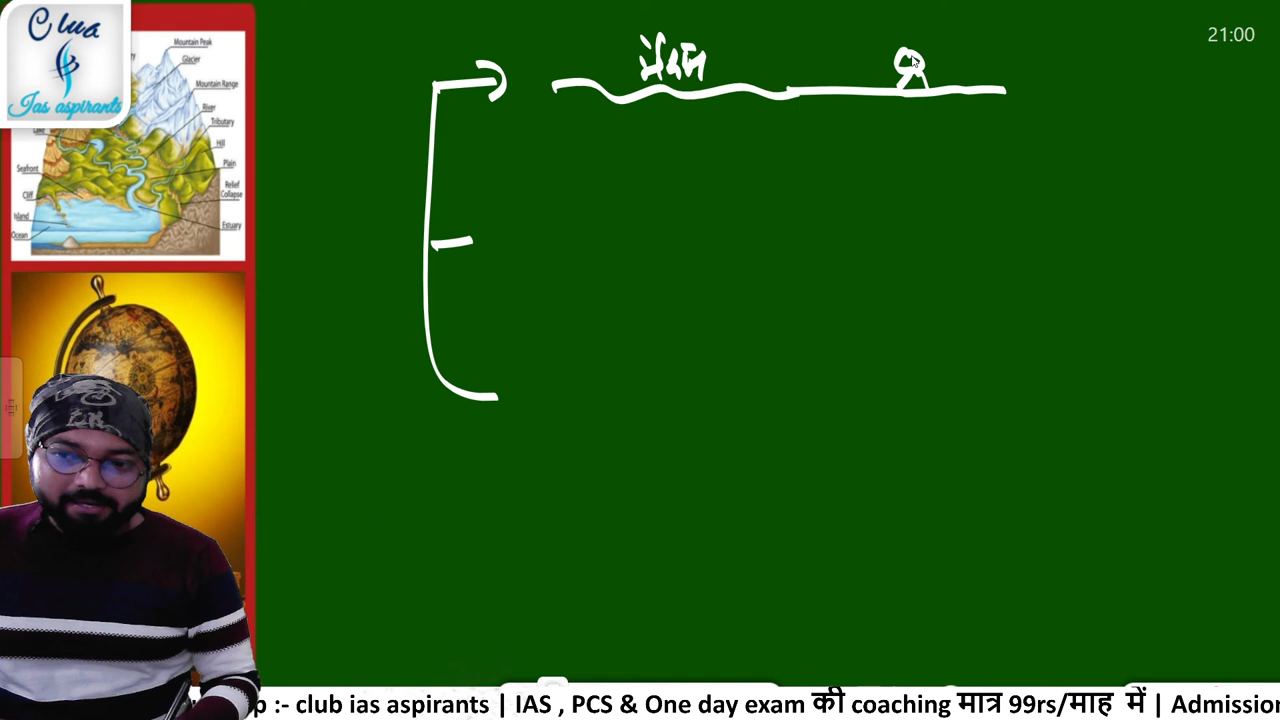 Clua
Ias aspirants
21:00
Mountain Peak
Glacier
Mountain Range
River
Tributary
Hill
Plain
Relief
Collapse
Estuary
Lake
Seafront
Cliff
Island
Ocean
मैदान
:- club ias aspirants | IAS , PCS & One day exam की coaching मात्र 99rs/माह में | Admission